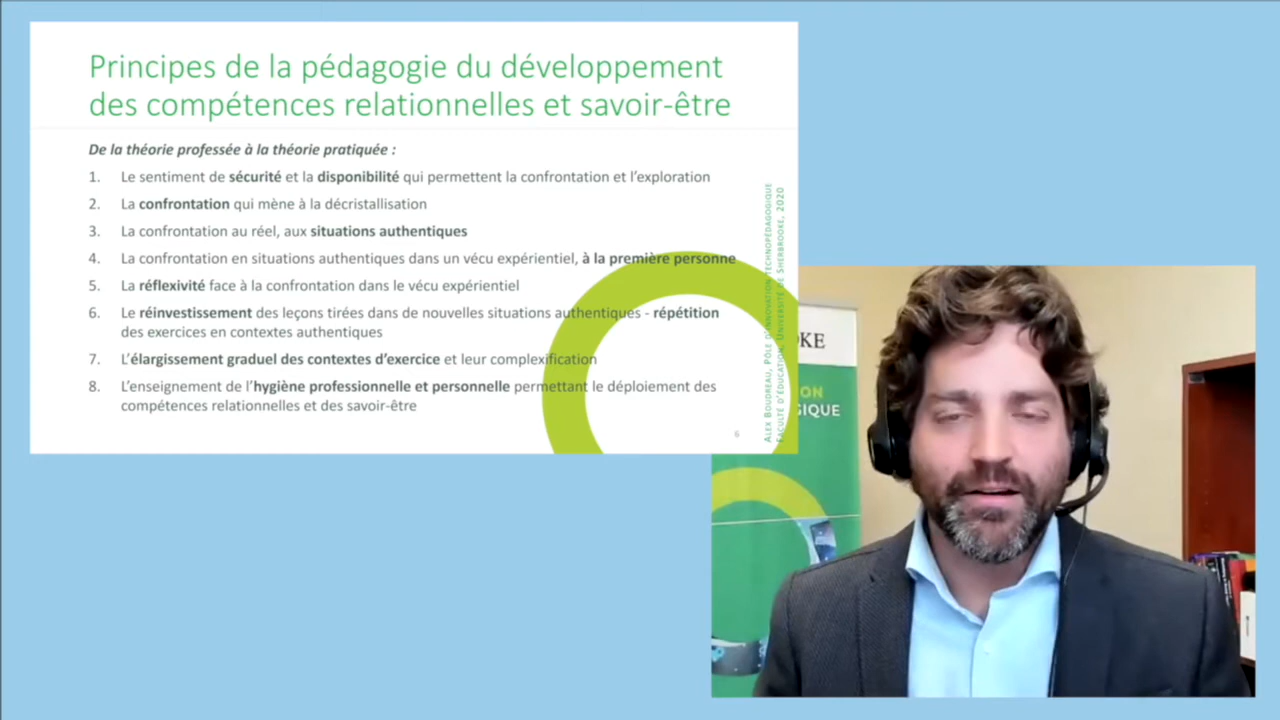 Principes de la pédagogie du développement
des compétences relationnelles et savoir-être
De la théorie professée à la théorie pratiquée :
1. Le sentiment de sécurité et la disponibilité qui permettent la confrontation et l'exploration
2. La confrontation qui mène à la décristallisation
3. La confrontation au réel, aux situations authentiques
4. La confrontation en situations authentiques dans un vécu expérientiel, à la première personne
5. La réflexivité face à la confrontation dans le vécu expérientiel
6. Le réinvestissement des leçons tirées dans de nouvelles situations authentiques - répétition
des exercices en contextes authentiques
7. L'élargissement graduel des contextes d'exercice et leur complexification
8. L'enseignement de l'hygiène professionnelle et personnelle permettant le déploiement des
compétences relationnelles et des savoir-être
6
Alex Boudreau, Pôle d'innovation technopédagogique
Faculté d'éducation, Université de Sherbrooke, 2020
OKE
ON
GIQUE